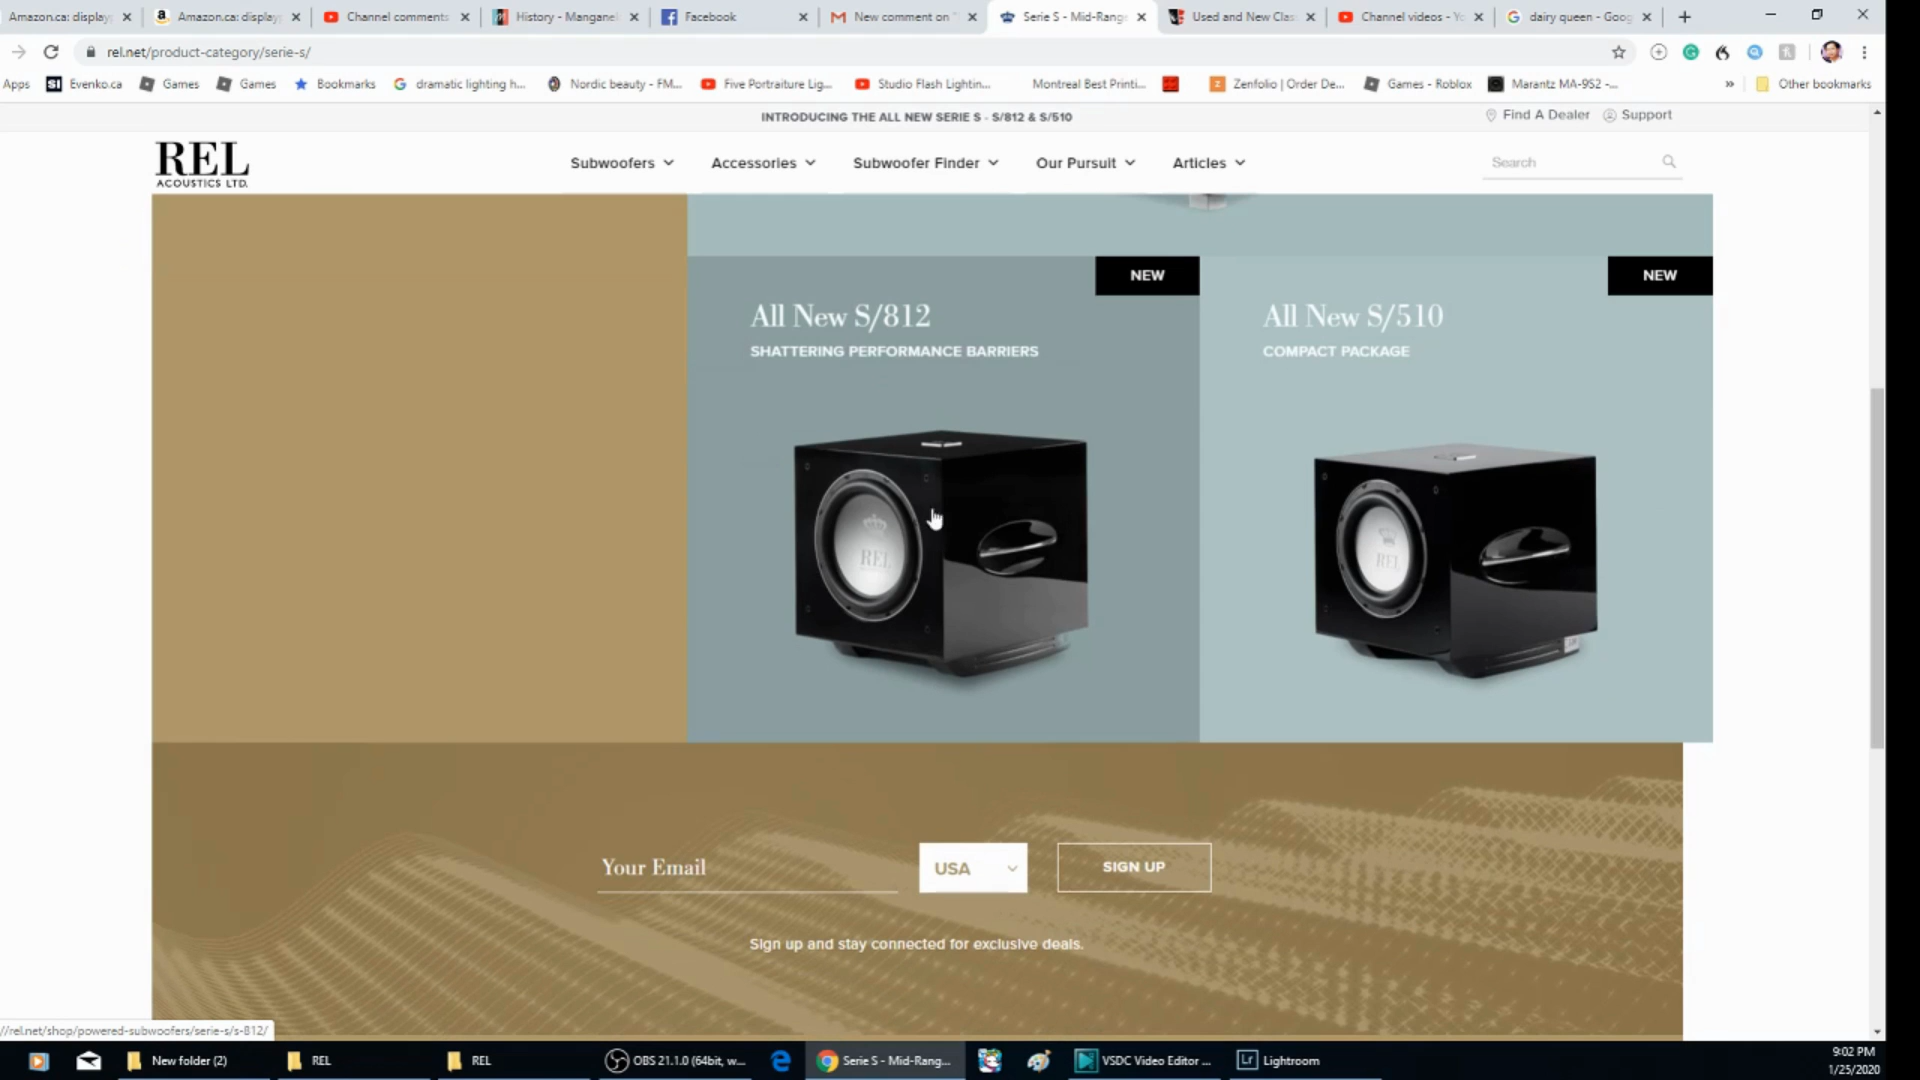 Amazon.ca: display
Amazon.ca: display
Channel comments
History - Manganel
Facebook
New comment on "
Serie S - Mid-Range
Used and New Clas
Channel videos - Yo
dairy queen - Goog
rel.net/product-category/serie-s/
Apps
Evenko.ca
Games
Games
Bookmarks
dramatic lighting h...
Nordic beauty - FM...
Five Portraiture Lig...
Studio Flash Lightin...
Montreal Best Printi...
Zenfolio | Order De...
Games - Roblox
Marantz MA-9S2 -...
»
Other bookmarks
INTRODUCING THE ALL NEW SERIE S - S/812 & S/510
Find A Dealer
Support
REL
ACOUSTICS LTD.
Subwoofers
Accessories
Subwoofer Finder
Our Pursuit
Articles
Search
NEW
NEW
All New S/812
SHATTERING PERFORMANCE BARRIERS
All New S/510
COMPACT PACKAGE
REL
REL
Your Email
USA
SIGN UP
Sign up and stay connected for exclusive deals.
//rel.net/shop/powered-subwoofers/serie-s/s-812/
New folder (2)
REL
REL
OBS 21.1.0 (64bit, w...
Serie S - Mid-Rang...
VSDC Video Editor ...
Lr
Lightroom
9:02 PM
1/25/2020